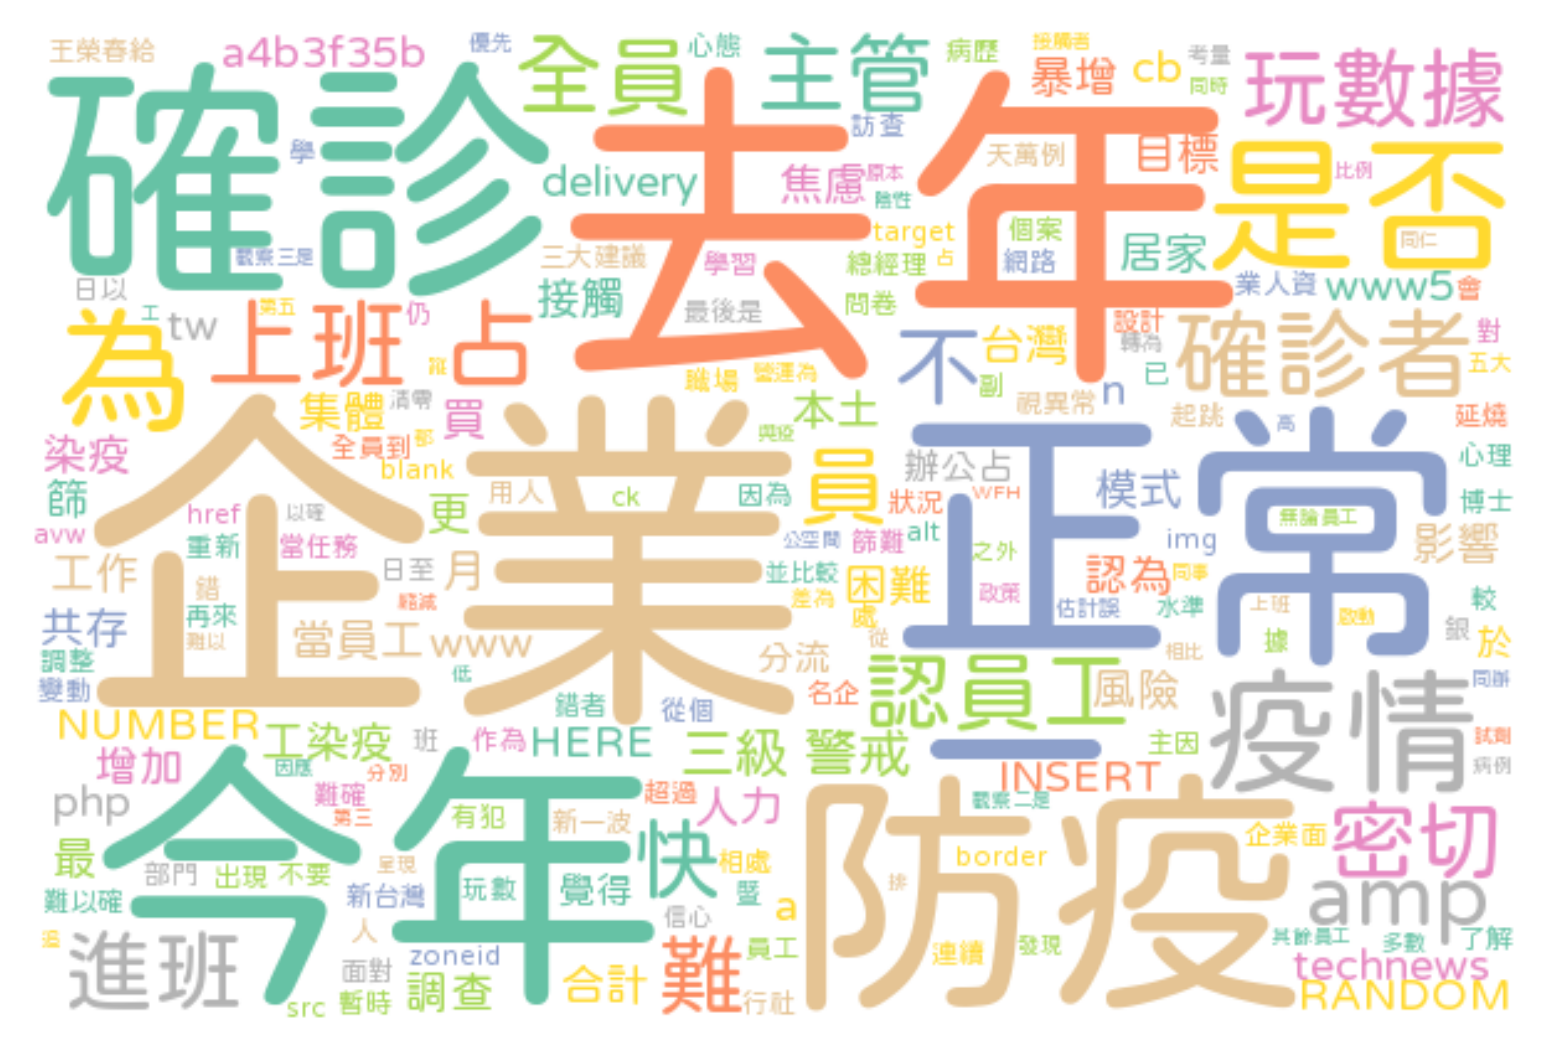 王榮春給
a4b3f35b
優先
全員
心態
主管
病歷
接觸者
暴增
cb
考量
同時
玩數據
確診
去年
學
delivery
訪查
焦慮
原本
陰性
天萬例
目標
是否
比例
同仁
觀察三是
三大建議
學習
target
總經理
占
個案
網路
居家
業人資
www5
會
日以
工
第五
仍
接觸
最後是
問卷
為
tw
上班占
職場
營運為
不
台灣
設計
轉為
確診者
對
五大
已
副
n
集體
清零
買
本土
視異常
起跳
高
延燒
染疫
全員到
部
blank
與疫
企業
員
辦公占
正常
模式
心理
篩
用人
ck
因為
狀況
WFH
博士
avw
href
以確
更
公空間
篩難
alt
之外
img
無論員工
影響
重新
當任務
工作
錯
日至
月
並比較
困難
認為
同事
政策
共存
再來
縮減
差為
處
估計誤
水準
上班
啟動
較
難以
當員工
www
從
據
銀
於
調整
低
分流
相比
變動
錯者
從個
名企
認員工
風險
疫情
同辦
NUMBER
工染疫
班
作為
HERE
三級
警戒
一
主因
試劑
增加
因應
分別
INSERT
病例
php
難確
第三
今年
有犯
新一波
超過
人力
觀察二是
防疫
企業面
密切
最
部門
出現
不要
呈現
快
相處
border
難以確
新台灣
玩數
覺得
暨
a
排
amp
追
人
信心
其餘員工
多數
了解
進班
zoneid
難
員工
連續
發現
technews
面對
src
暫時
調查
合計
行社
RANDOM